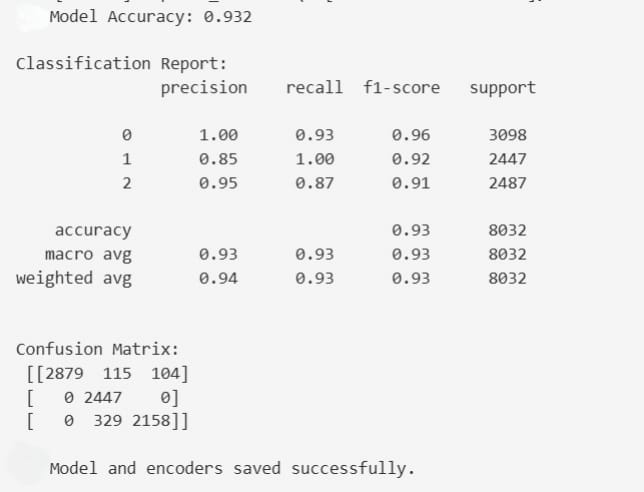 Model Accuracy: 0.932
Classification Report:
precision recall f1-score support
0 1.00 0.93 0.96 3098
1 0.85 1.00 0.92 2447
2 0.95 0.87 0.91 2487
accuracy 0.93 8032
macro avg 0.93 0.93 0.93 8032
weighted avg 0.94 0.93 0.93 8032
Confusion Matrix:
[[2879 115 104]
[ 0 2447 0]
[ 0 329 2158]]
Model and encoders saved successfully.